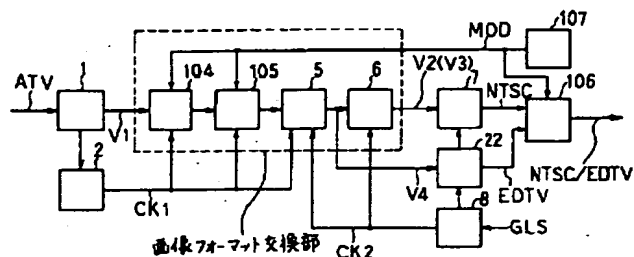 107
MOD
106
ATV
1
104
105
5
6
V2(V3)
7
NTSC
V1
2
22
V4
EDTV
NTSC/EDTV
CK1
8
GLS
画像フォーマット交換部
CK2